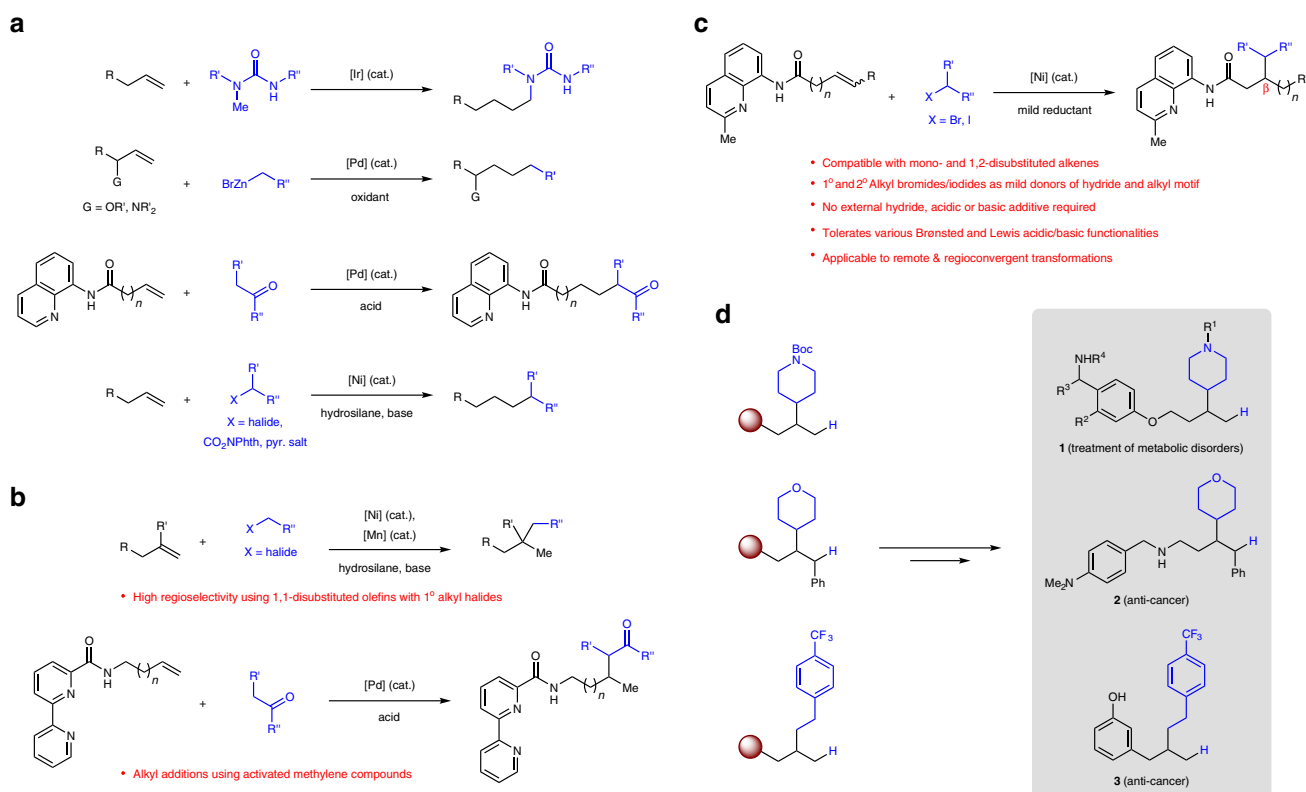 a
R
+
R'
N
Me
O
N
H
R''
[Ir] (cat.)
R
R'
N
O
N
H
R''
R
G
G = OR', NR'2
+
BrZn
R''
[Pd] (cat.)
oxidant
R
G
R'
N
N
H
O
n
+
R'
O
R''
[Pd] (cat.)
acid
N
N
H
O
n
R'
O
R''
R
+
R'
X
R''
X = halide,
CO2NPhth, pyr. salt
[Ni] (cat.)
hydrosilane, base
R
R'
R''
b
R
R'
+
X
R''
X = halide
[Ni] (cat.),
[Mn] (cat.)
hydrosilane, base
R
R'
R''
Me
• High regioselectivity using 1,1-disubstituted olefins with 1o alkyl halides
O
N
H
n
N
N
+
R'
O
R''
[Pd] (cat.)
acid
O
N
H
n
R'
O
R''
Me
N
N
• Alkyl additions using activated methylene compounds
c
N
Me
N
H
O
n
R
+
R'
X
R''
X = Br, I
[Ni] (cat.)
mild reductant
N
Me
N
H
O
R'
R''
β
n
R
• Compatible with mono- and 1,2-disubstituted alkenes
• 1o and 2o Alkyl bromides/iodides as mild donors of hydride and alkyl motif
• No external hydride, acidic or basic additive required
• Tolerates various Brønsted and Lewis acidic/basic functionalities
• Applicable to remote & regioconvergent transformations
d
Boc
N
H
O
H
Ph
CF3
H
R1
N
NHR4
R3
R2
O
H
1 (treatment of metabolic disorders)
O
H
N
H
Me2N
Ph
2 (anti-cancer)
CF3
OH
H
3 (anti-cancer)